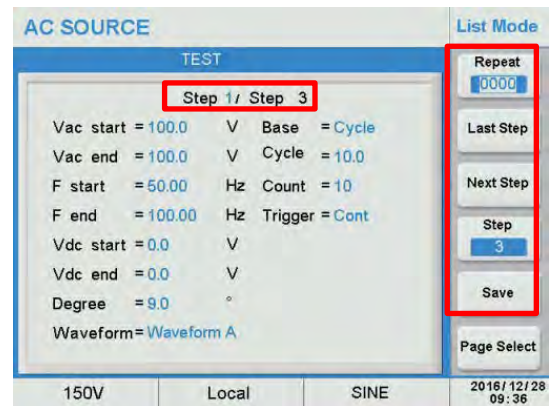 AC SOURCE
List Mode
TEST
Step 1/ Step 3
Vac start = 100.0 V Base = Cycle
Vac end = 100.0 V Cycle = 10.0
F start = 50.00 Hz Count = 10
F end = 100.00 Hz Trigger = Cont
Vdc start = 0.0 V
Vdc end = 0.0 V
Degree = 9.0 °
Waveform = Waveform A
Repeat
0000
Last Step
Next Step
Step
3
Save
Page Select
150V Local SINE
2016/12/28
09:36